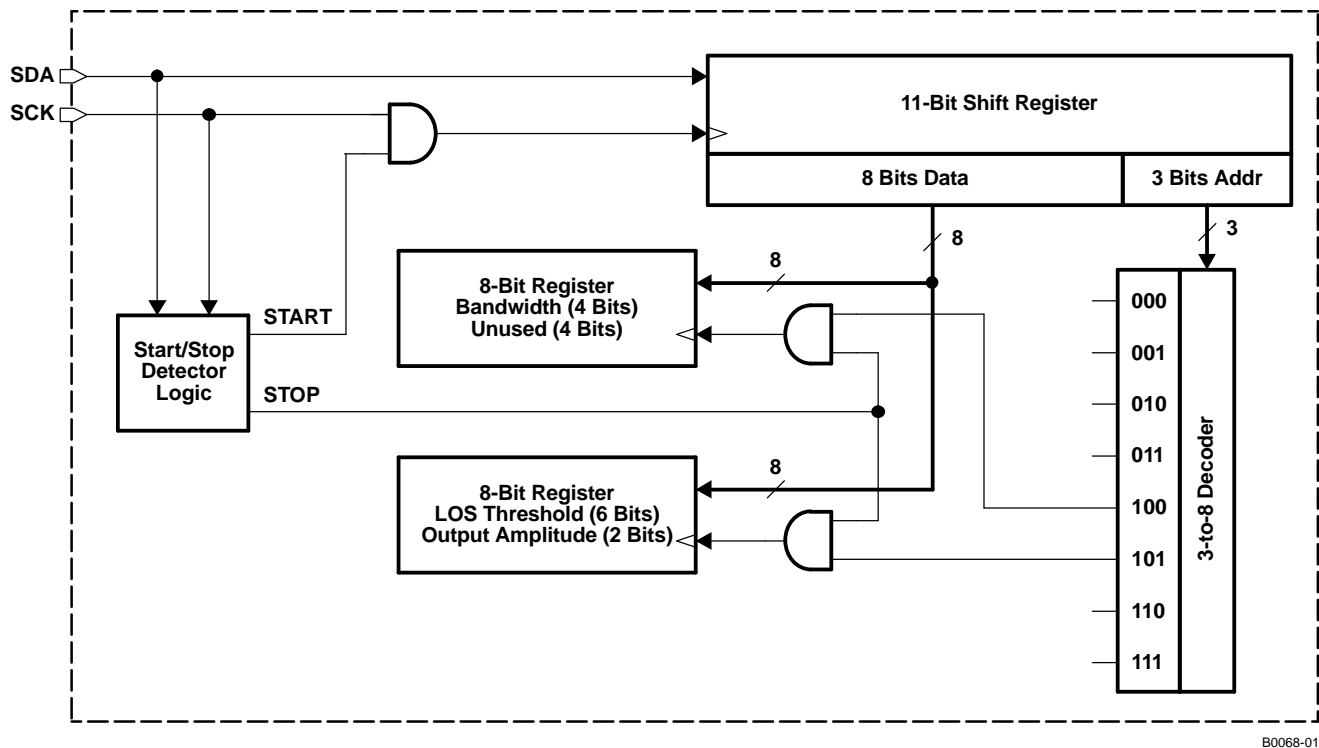 SDA
SCK
11-Bit Shift Register
8 Bits Data
3 Bits Addr
8
3
8
8-Bit Register
Bandwidth (4 Bits)
Unused (4 Bits)
START
Start/Stop
Detector
Logic
STOP
8
8-Bit Register
LOS Threshold (6 Bits)
Output Amplitude (2 Bits)
000
001
010
011
100
101
110
111
3-to-8 Decoder
B0068-01